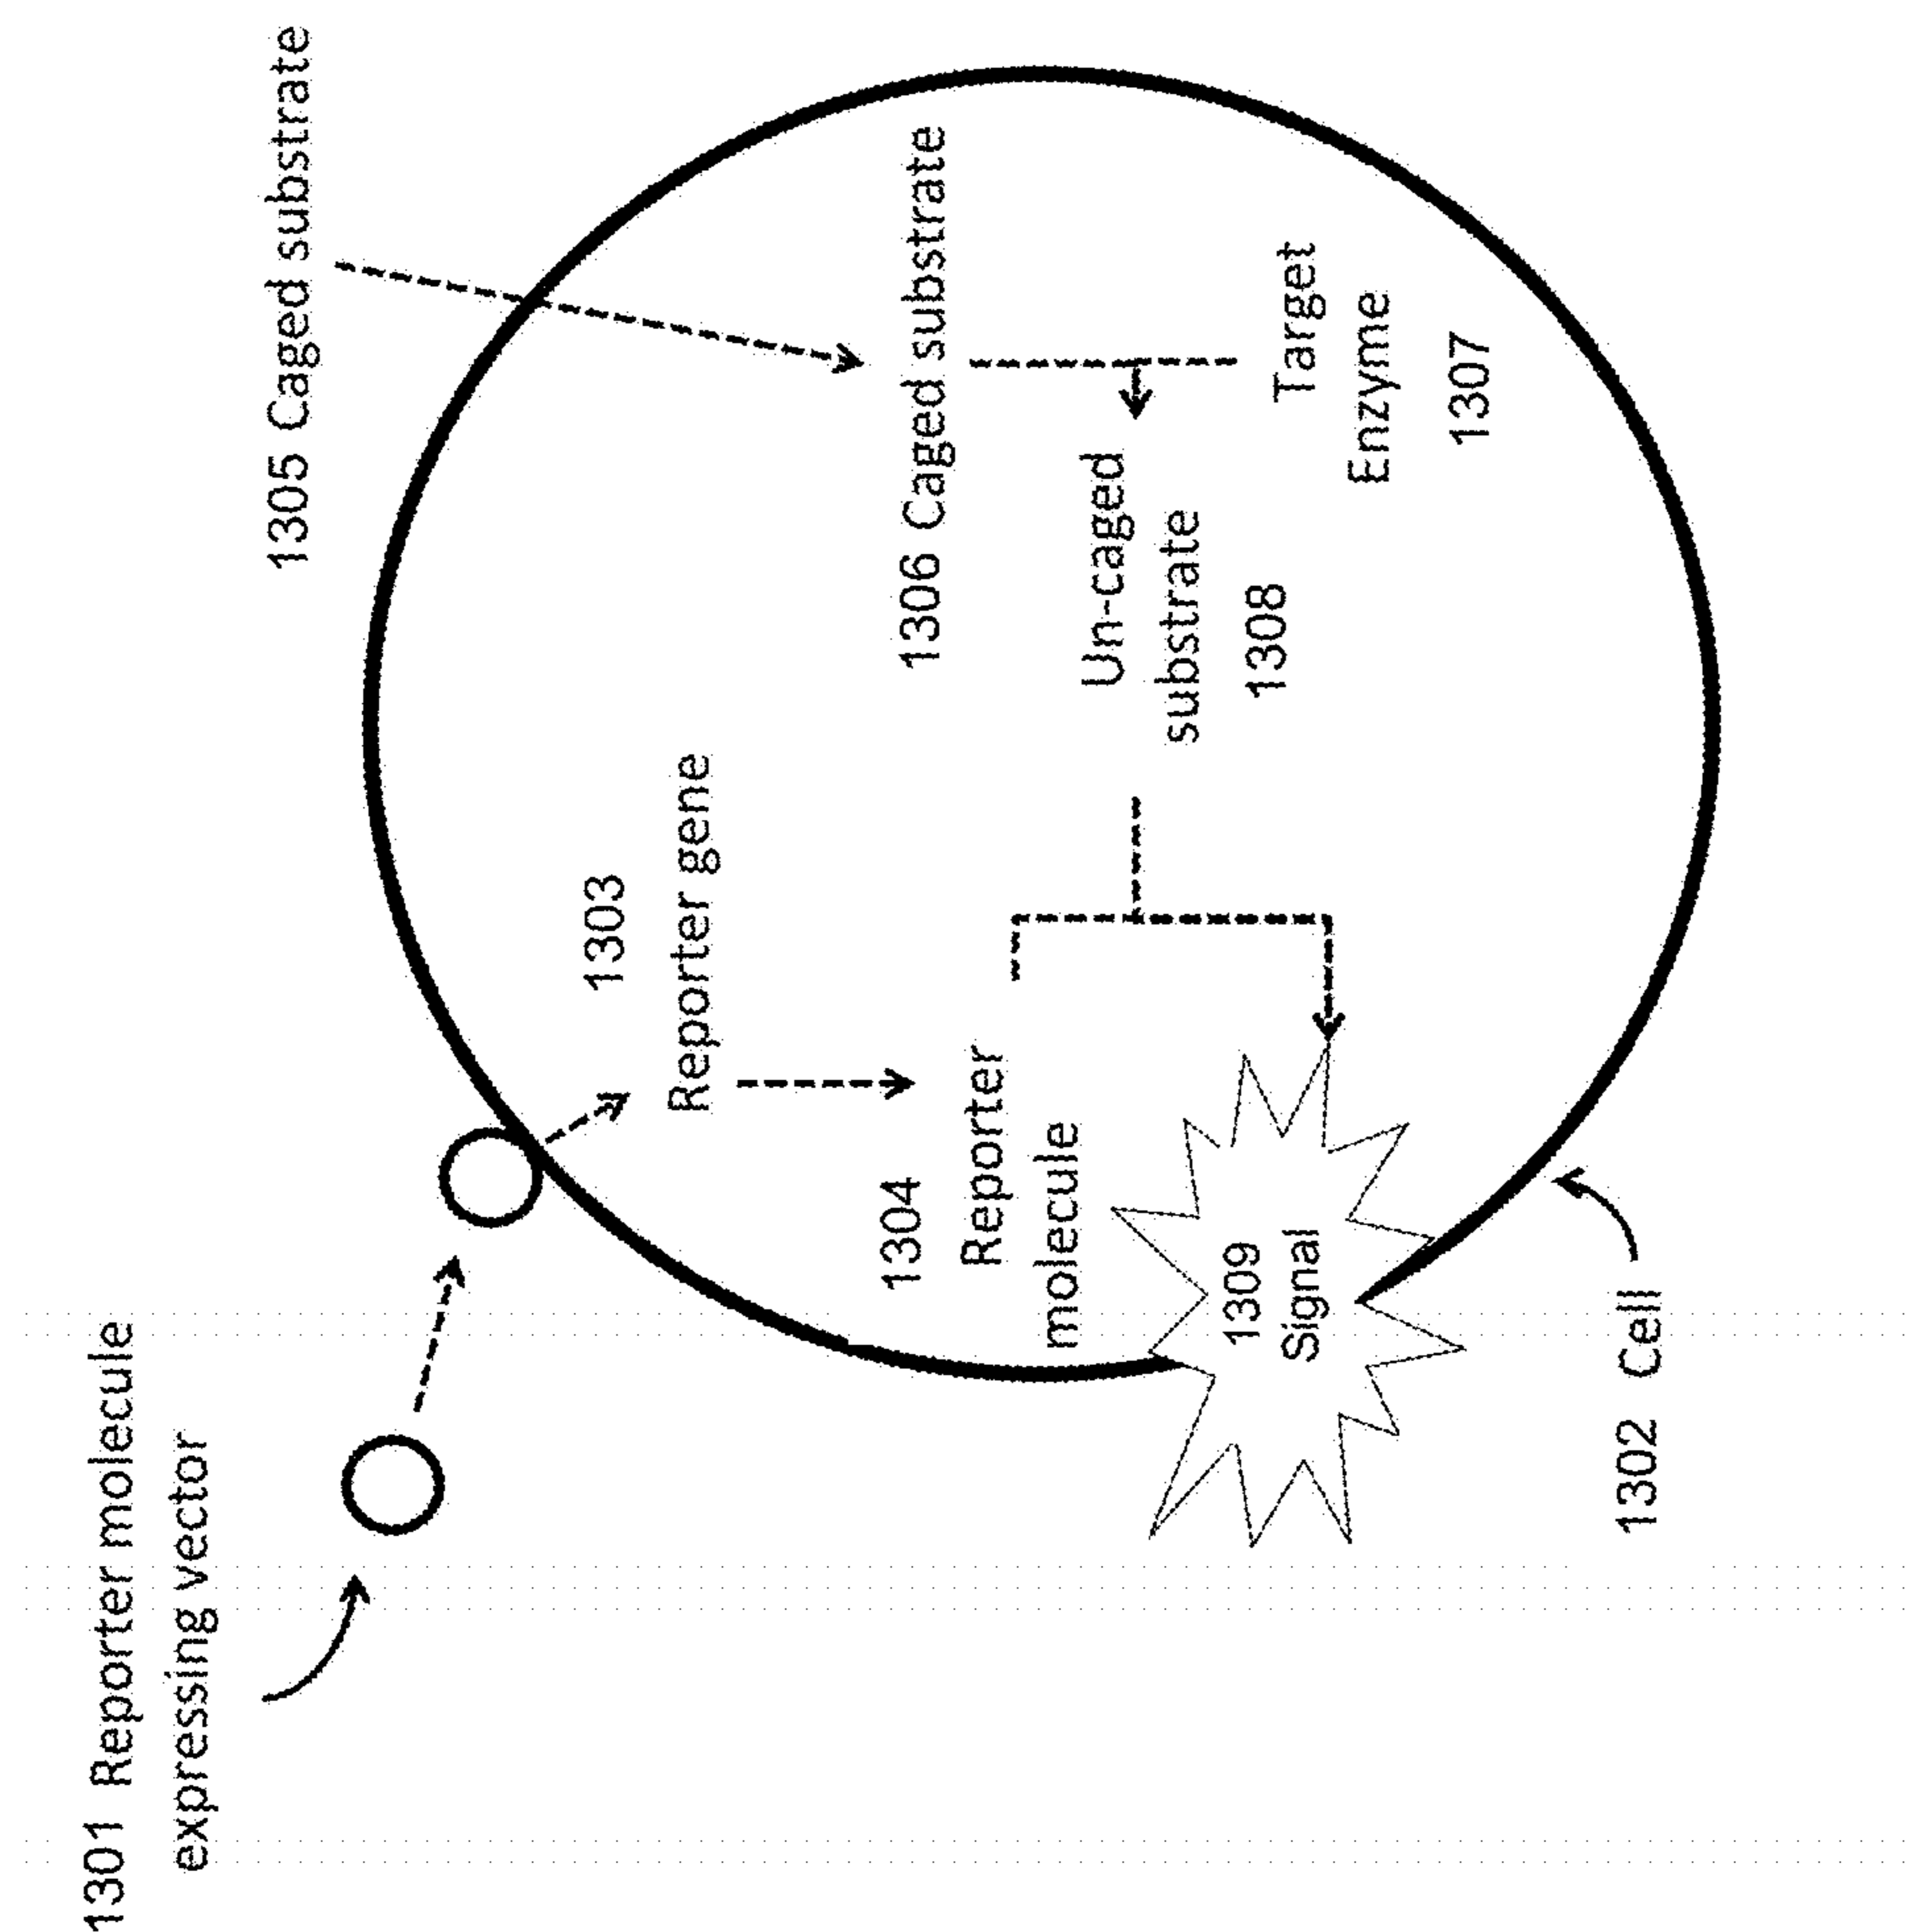 1301 Reporter molecule
expressing vector
1305 Caged substrate
1303
Reporter gene
1304
Reporter
molecule
1306 Caged substrate
Un-caged
substrate
1308
Target
Enzyme
1307
1309
Signal
1302 Cell